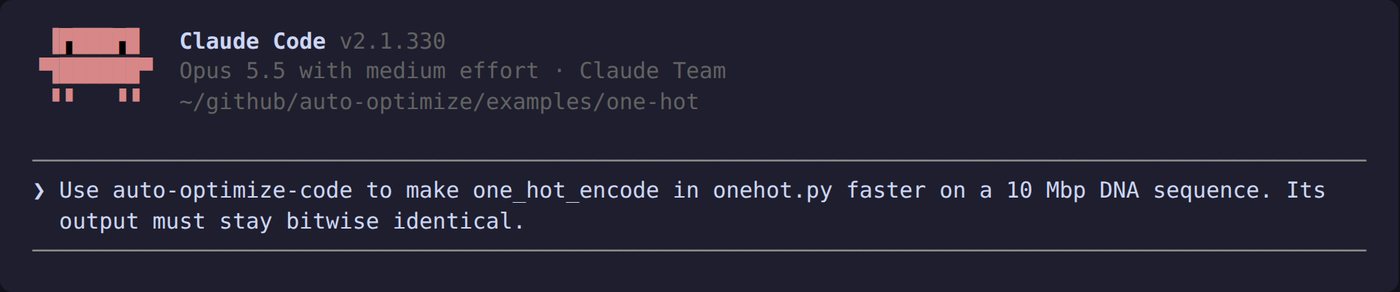 Claude Code v2.1.330
Opus 5.5 with medium effort · Claude Team
~/github/auto-optimize/examples/one-hot
❯ Use auto-optimize-code to make one_hot_encode in onehot.py faster on a 10 Mbp DNA sequence. Its
output must stay bitwise identical.